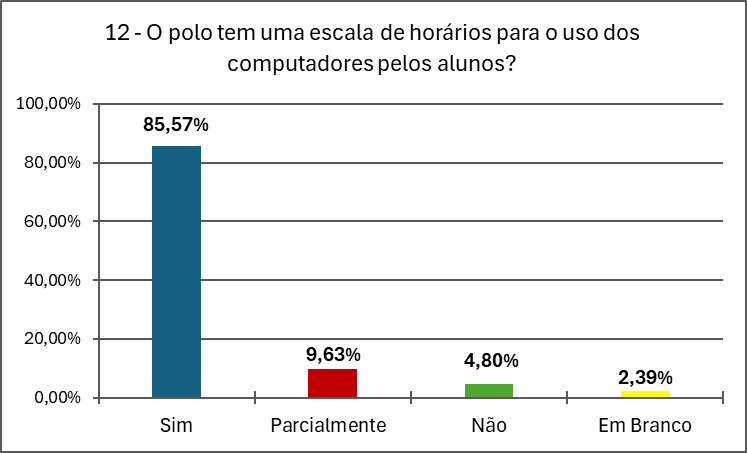 12 - O polo tem uma escala de horários para o uso dos
computadores pelos alunos?
100,00%
80,00%
60,00%
40,00%
20,00%
0,00%
85,57%
9,63%
4,80%
2,39%
Sim
Parcialmente
Não
Em Branco